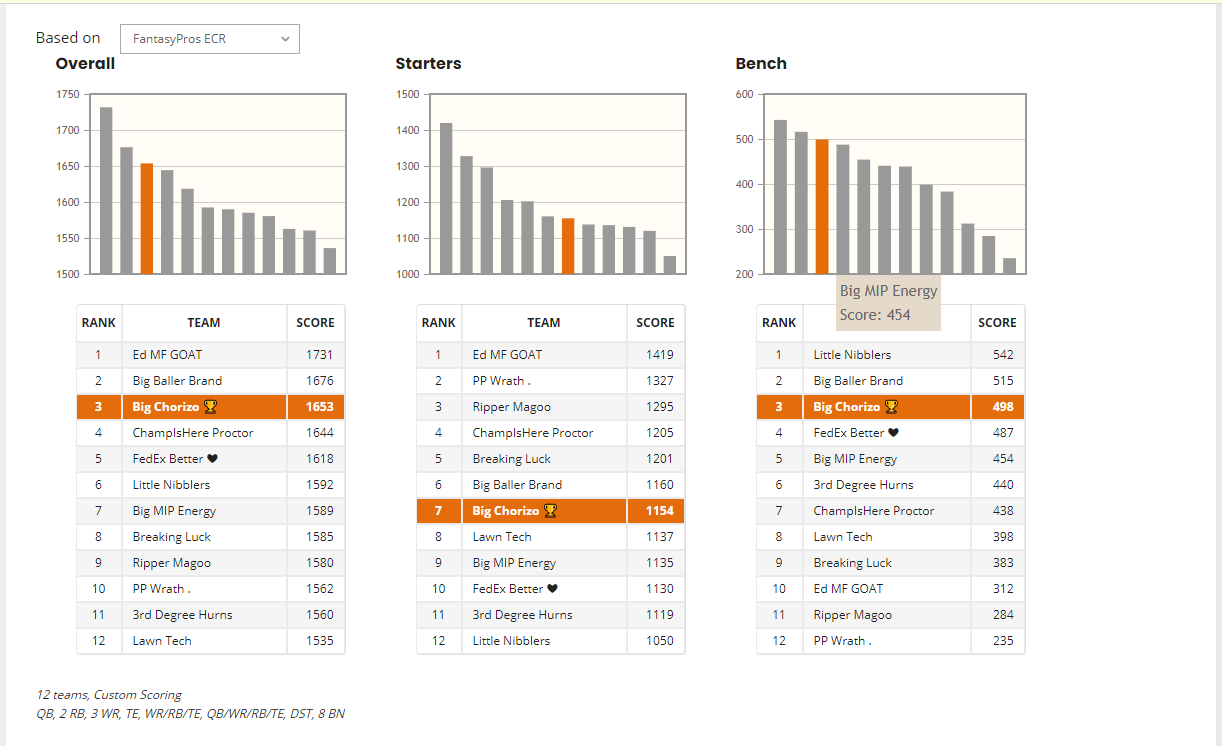 Based on FantasyPros ECR
Overall
1750
1700
1650
1600
1550
1500
RANK TEAM SCORE
1 Ed MF GOAT 1731
2 Big Baller Brand 1676
3 Big Chorizo 🏆 1653
4 ChampIsHere Proctor 1644
5 FedEx Better ♥ 1618
6 Little Nibblers 1592
7 Big MIP Energy 1589
8 Breaking Luck 1585
9 Ripper Magoo 1580
10 PP Wrath . 1562
11 3rd Degree Hurns 1560
12 Lawn Tech 1535
Starters
1500
1400
1300
1200
1100
1000
RANK TEAM SCORE
1 Ed MF GOAT 1419
2 PP Wrath . 1327
3 Ripper Magoo 1295
4 ChampIsHere Proctor 1205
5 Breaking Luck 1201
6 Big Baller Brand 1160
7 Big Chorizo 🏆 1154
8 Lawn Tech 1137
9 Big MIP Energy 1135
10 FedEx Better ♥ 1130
11 3rd Degree Hurns 1119
12 Little Nibblers 1050
Bench
600
500
400
300
200
Big MIP Energy
Score: 454
RANK SCORE
1 Little Nibblers 542
2 Big Baller Brand 515
3 Big Chorizo 🏆 498
4 FedEx Better ♥ 487
5 Big MIP Energy 454
6 3rd Degree Hurns 440
7 ChampIsHere Proctor 438
8 Lawn Tech 398
9 Breaking Luck 383
10 Ed MF GOAT 312
11 Ripper Magoo 284
12 PP Wrath . 235
12 teams, Custom Scoring
QB, 2 RB, 3 WR, TE, WR/RB/TE, QB/WR/RB/TE, DST, 8 BN